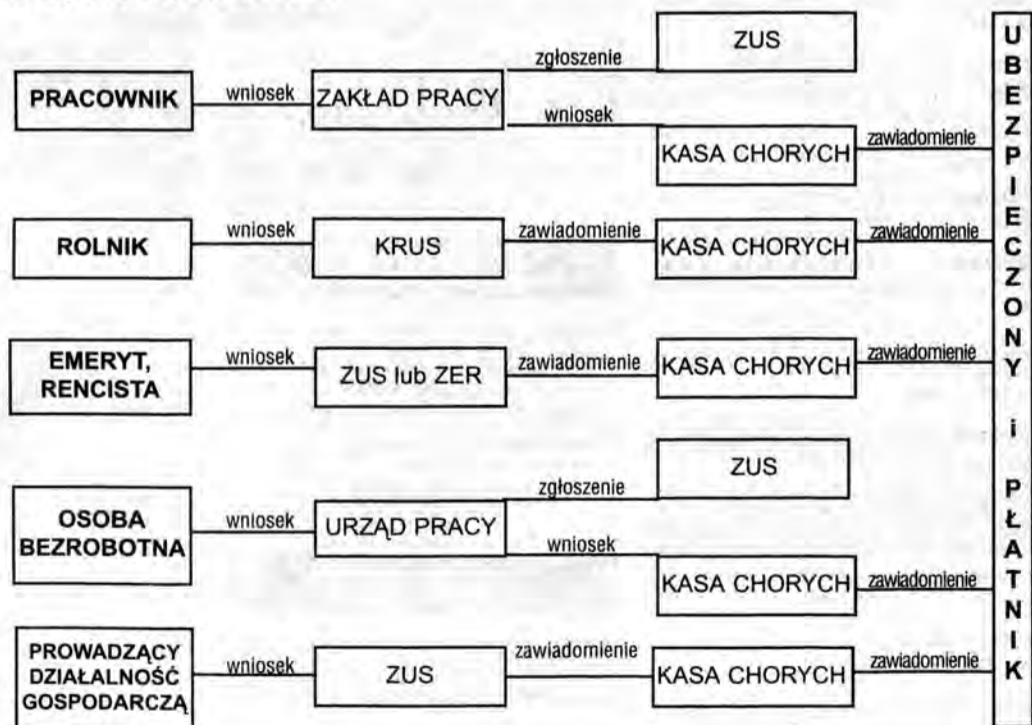 PRACOWNIK
wniosek
ZAKŁAD PRACY
zgłoszenie
ZUS
wniosek
KASA CHORYCH
zawiadomienie
ROLNIK
wniosek
KRUS
zawiadomienie
KASA CHORYCH
zawiadomienie
EMERYT,
RENCISTA
wniosek
ZUS lub ZER
zawiadomienie
KASA CHORYCH
zawiadomienie
OSOBA
BEZROBOTNA
wniosek
URZĄD PRACY
zgłoszenie
ZUS
wniosek
KASA CHORYCH
zawiadomienie
PROWADZĄCY
DZIAŁALNOŚĆ
GOSPODARCZĄ
wniosek
ZUS
zawiadomienie
KASA CHORYCH
zawiadomienie
UBEZPIECZONY i PŁATNIK